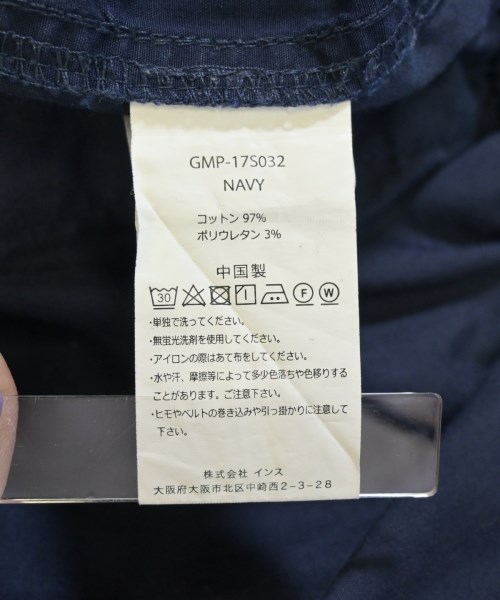 GMP-17S032
NAVY
コットン 97%
ポリウレタン 3%
中国製
30 F W
・単独で洗ってください。
・無蛍光洗剤を使用してください。
・アイロンの際はあて布をしてください。
・水や汗、摩擦等によって多少色落ちや色移りする
ことがあります。ご注意下さい。
・ヒモやベルトの巻き込みや引っ掛かりに注意して
下さい。
株式会社 インス
大阪府大阪市北区中崎西2-3-28